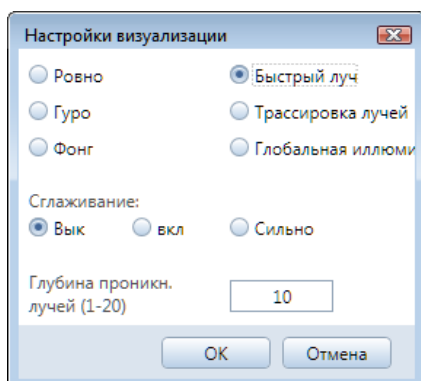 Настройки визуализации
Ровно
Быстрый луч
Гуро
Трассировка лучей
Фонг
Глобальная иллюми
Сглаживание:
Вык
вкл
Сильно
Глубина проникн.
лучей (1-20)
10
OK
Отмена